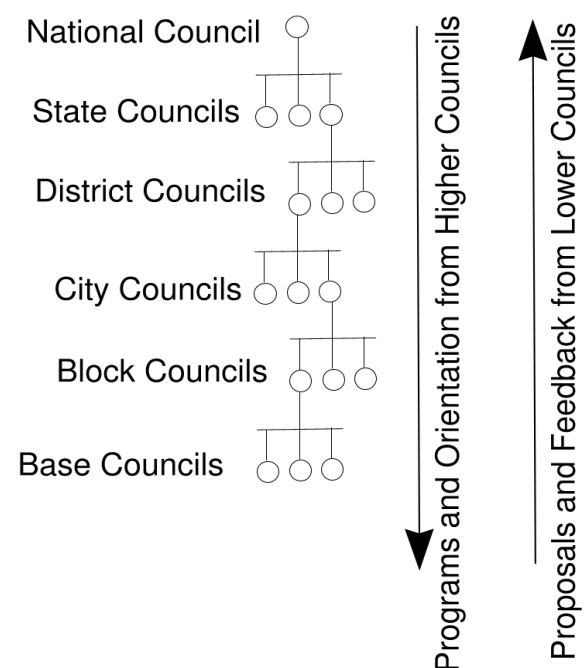 National Council
State Councils
District Councils
City Councils
Block Councils
Base Councils
Programs and Orientation from Higher Councils
Proposals and Feedback from Lower Councils